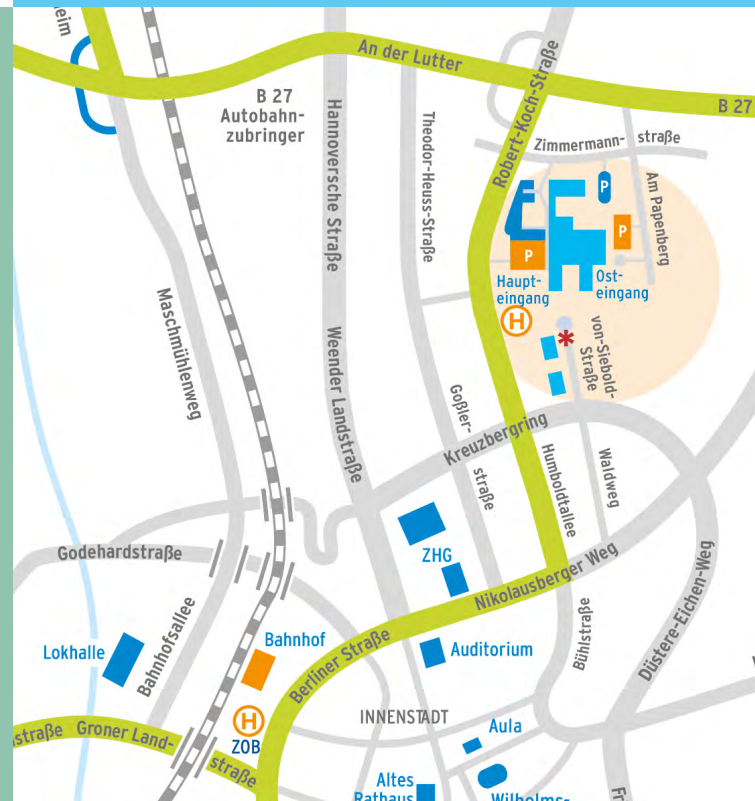 eim
An der Lutter
B 27
Autobahn-
zubringer
B 27
Hannoversche Straße
Theodor-Heuss-Straße
Robert-Koch-Straße
Zimmermann-
straße
P
P
P
Am Papenberg
Haupt-
eingang
Ost-
eingang
H
*
von-Siebold-
Straße
Maschmühlenweg
Weender Landstraße
Goßler-
straße
Kreuzbergring
Humboldtallee
Waldweg
Godehardstraße
ZHG
Nikolausberger Weg
Düstere-Eichen-Weg
Lokhalle
Bahnhofsallee
Bahnhof
Berliner Straße
Auditorium
Bühlstraße
H
ZOB
INNENSTADT
Aula
straße Groner Land-
straße
Altes
Rathaus
Wilhelms-
Fr